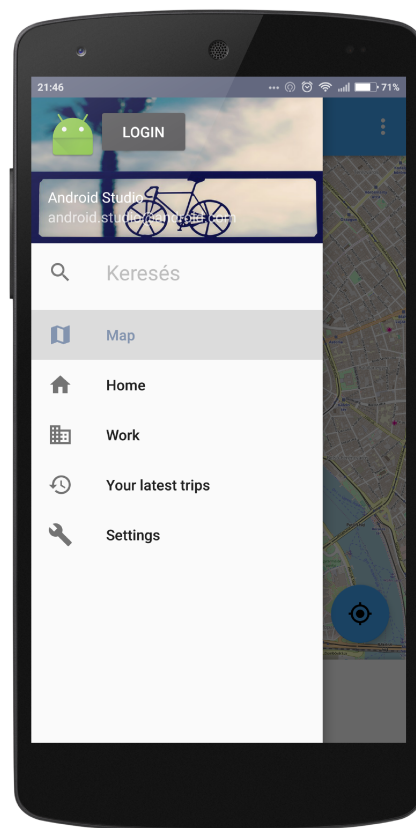 21:46
71%
LOGIN
Android Studio
android.studio@android.com
Keresés
Map
Home
Work
Your latest trips
Settings